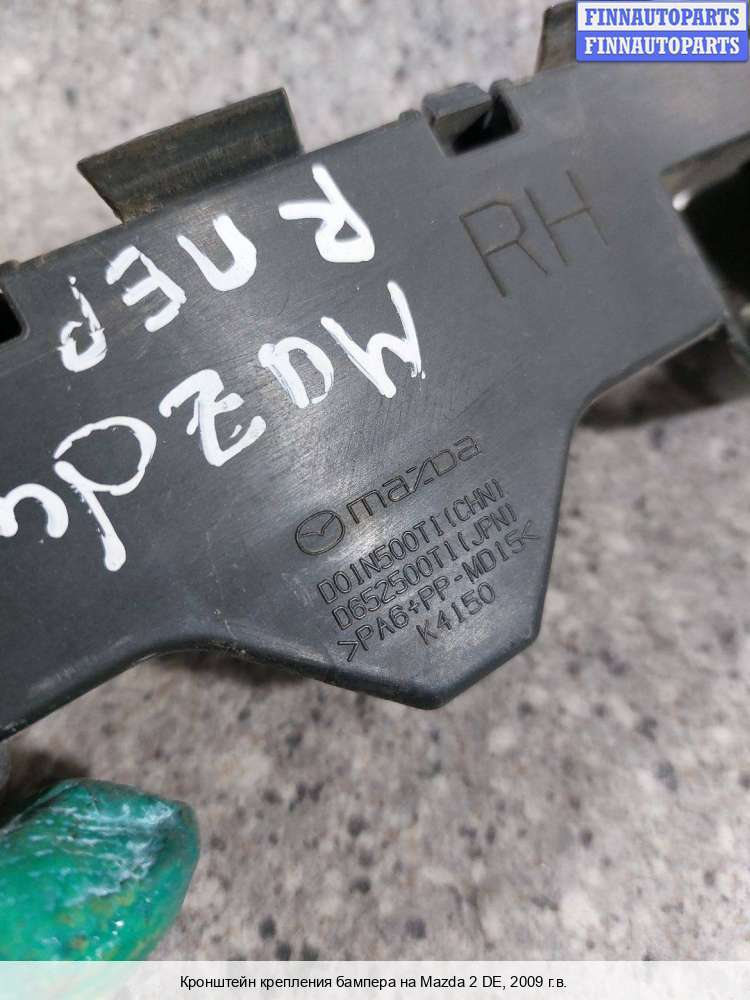 FINNAUTOPARTS
FINNAUTOPARTS
RH
R ПЕР
Mazda
mazda
D01N500T1(CHN)
D652500T1(JPN)
>PA6+PP-MD15<
K4150
Кронштейн крепления бампера на Mazda 2 DE, 2009 г.в.